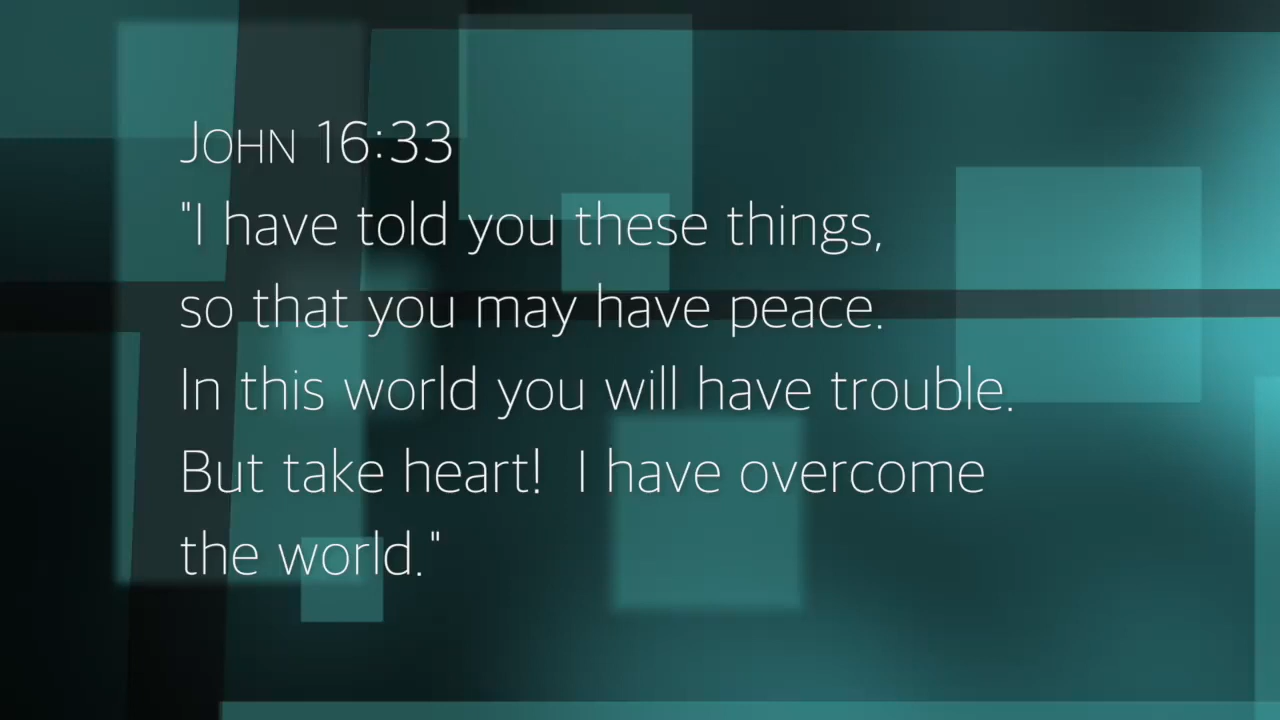 JOHN 16:33
"I have told you these things,
so that you may have peace.
In this world you will have trouble.
But take heart!  I have overcome
the world."